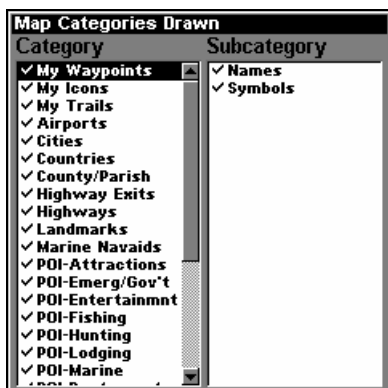 Map Categories Drawn
Category
Subcategory
My Waypoints
My Icons
My Trails
Airports
Cities
Countries
County/Parish
Highway Exits
Highways
Landmarks
Marine Navaids
POI-Attractions
POI-Emerg/Gov't
POI-Entertainmnt
POI-Fishing
POI-Hunting
POI-Lodging
POI-Marine
Names
Symbols